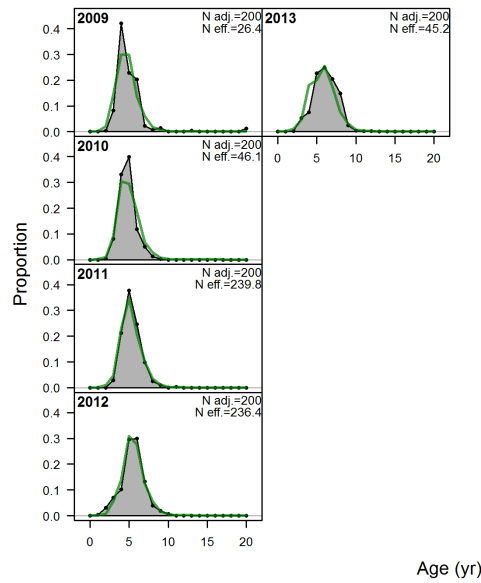 2009
N adj.=200
N eff.=26.4
0.4
0.3
0.2
0.1
0.0
2013
N adj.=200
N eff.=45.2
0 5 10 15 20
2010
N adj.=200
N eff.=46.1
0.4
0.3
0.2
0.1
0.0
Proportion
2011
N adj.=200
N eff.=239.8
0.4
0.3
0.2
0.1
0.0
2012
N adj.=200
N eff.=236.4
0.4
0.3
0.2
0.1
0.0
0 5 10 15 20
Age (yr)